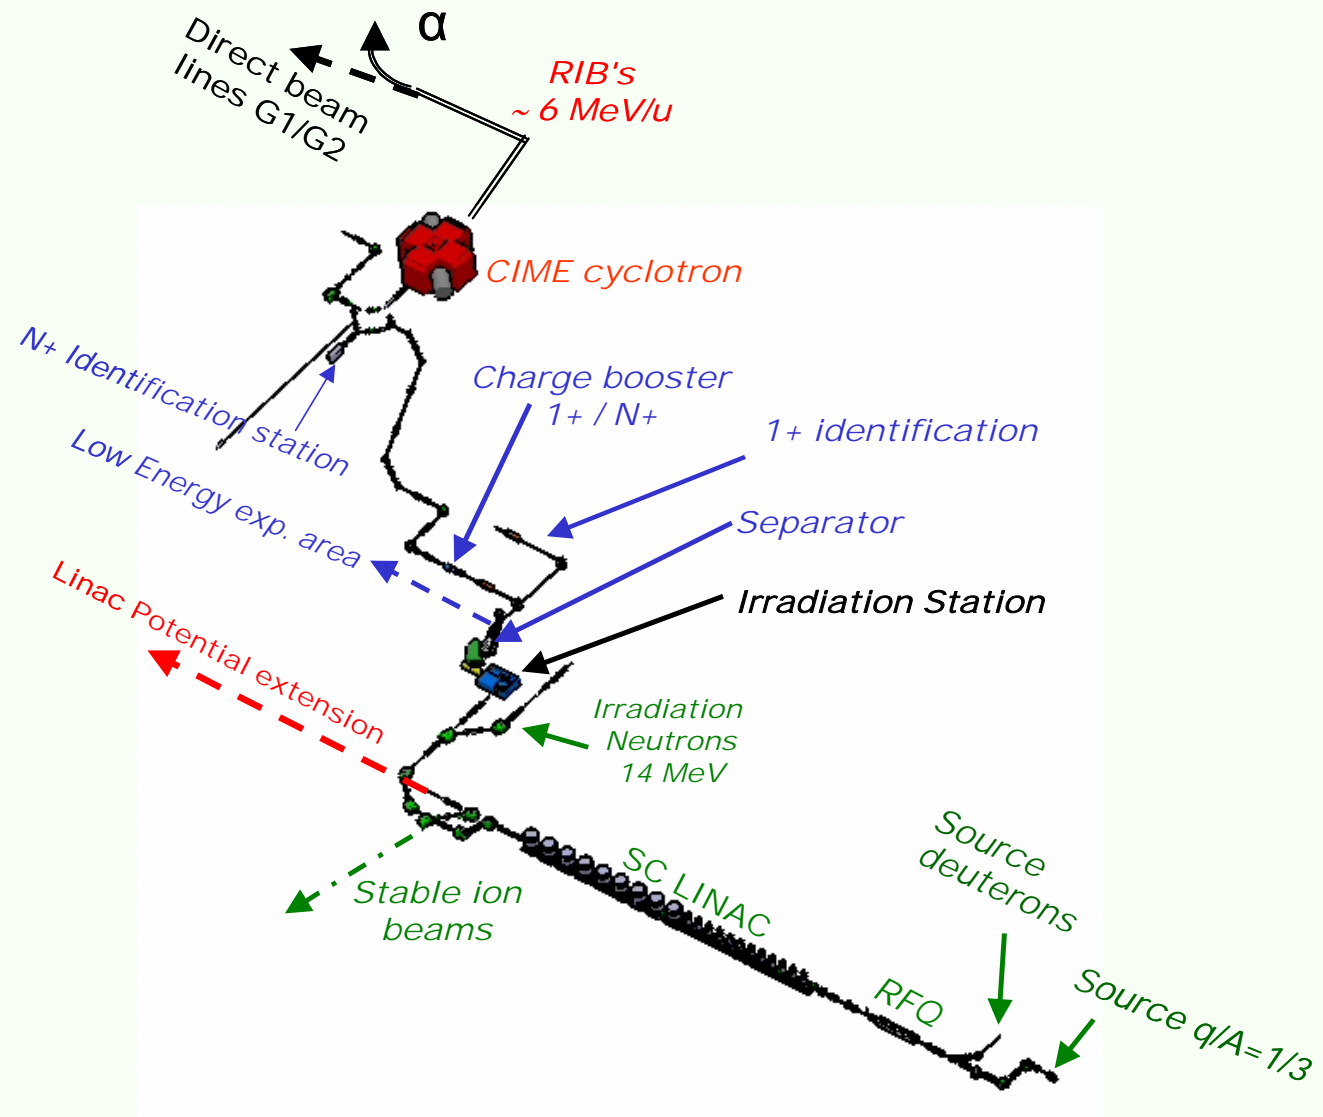 α
Direct beam
lines G1/G2
RIB's
~ 6 MeV/u
CIME cyclotron
N+ Identification station
Charge booster
1+ / N+
1+ identification
Low Energy exp. area
Separator
Linac Potential extension
Irradiation Station
Irradiation
Neutrons
14 MeV
Source
deuterons
SC LINAC
Stable ion
beams
RFQ
Source q/A=1/3